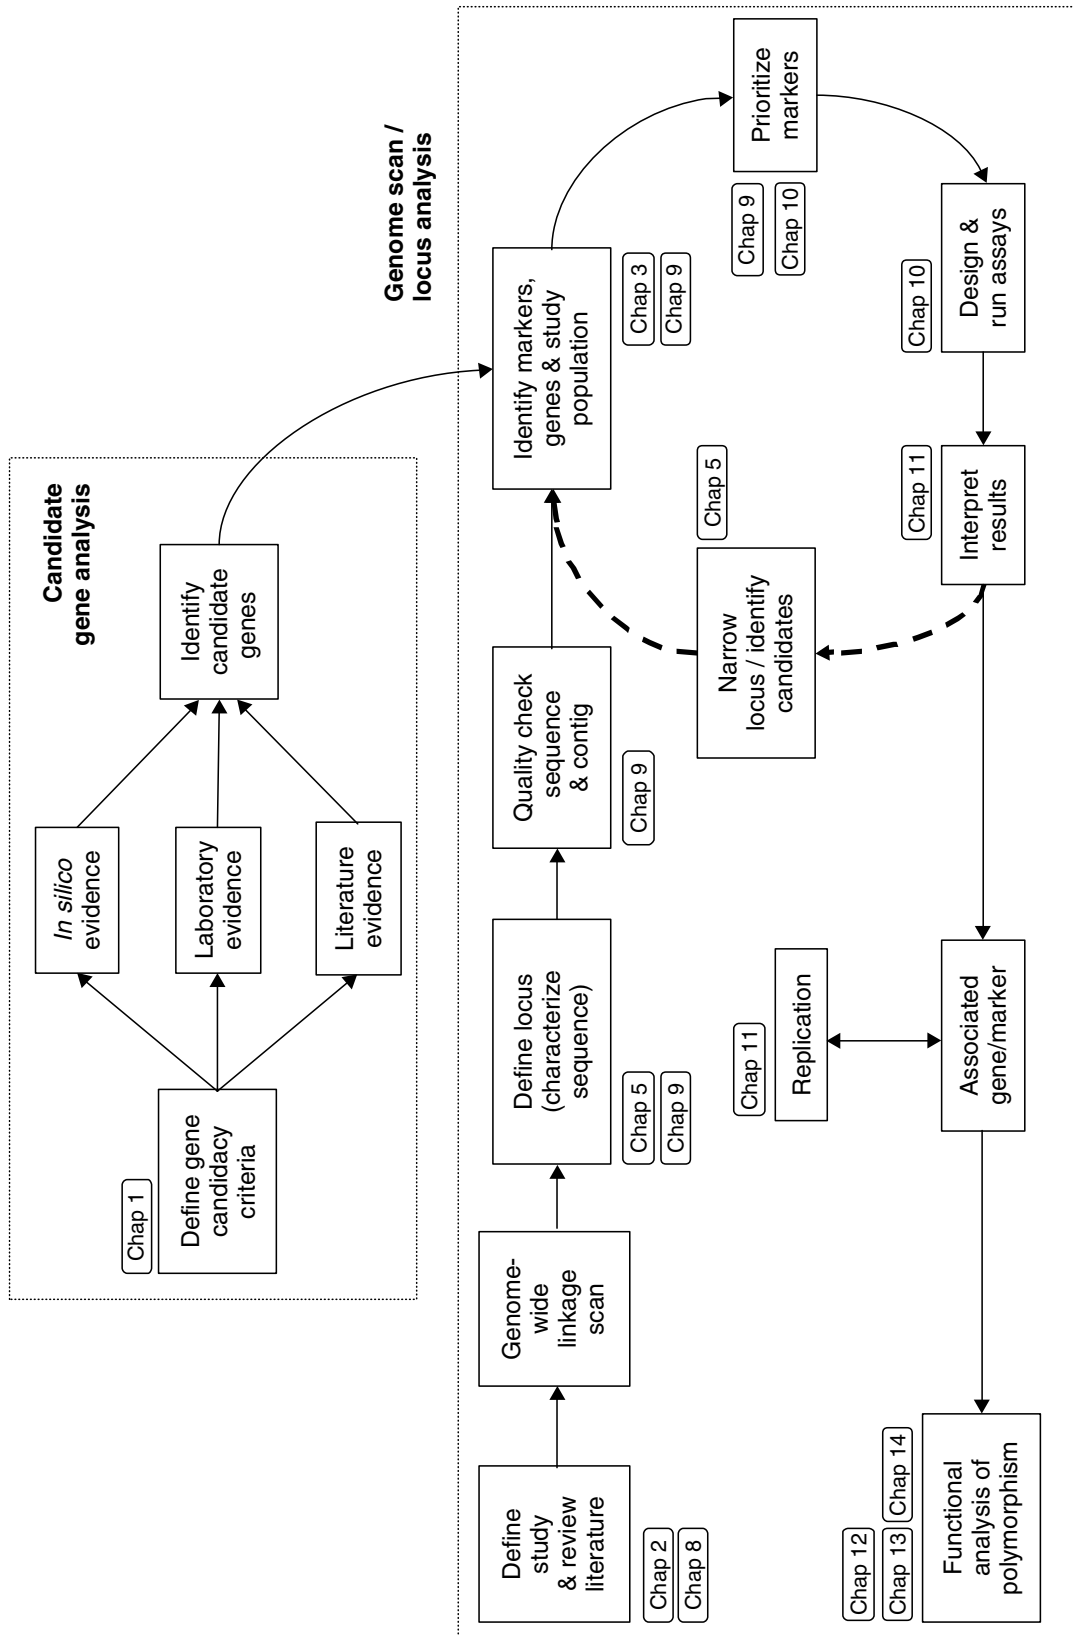 Candidate
gene analysis
Chap 1
Define gene
candidacy
criteria
In silico
evidence
Laboratory
evidence
Literature
evidence
Identify
candidate
genes
Genome scan /
locus analysis
Define
study
& review
literature
Chap 2
Chap 8
Genome-
wide
linkage
scan
Define locus
(characterize
sequence)
Chap 5
Chap 9
Quality check
sequence
& contig
Chap 9
Identify markers,
genes & study
population
Chap 3
Chap 9
Prioritize
markers
Chap 9
Chap 10
Chap 10
Design &
run assays
Chap 11
Interpret
results
Chap 5
Narrow
locus / identify
candidates
Chap 11
Replication
Associated
gene/marker
Chap 12
Chap 13
Chap 14
Functional
analysis of
polymorphism